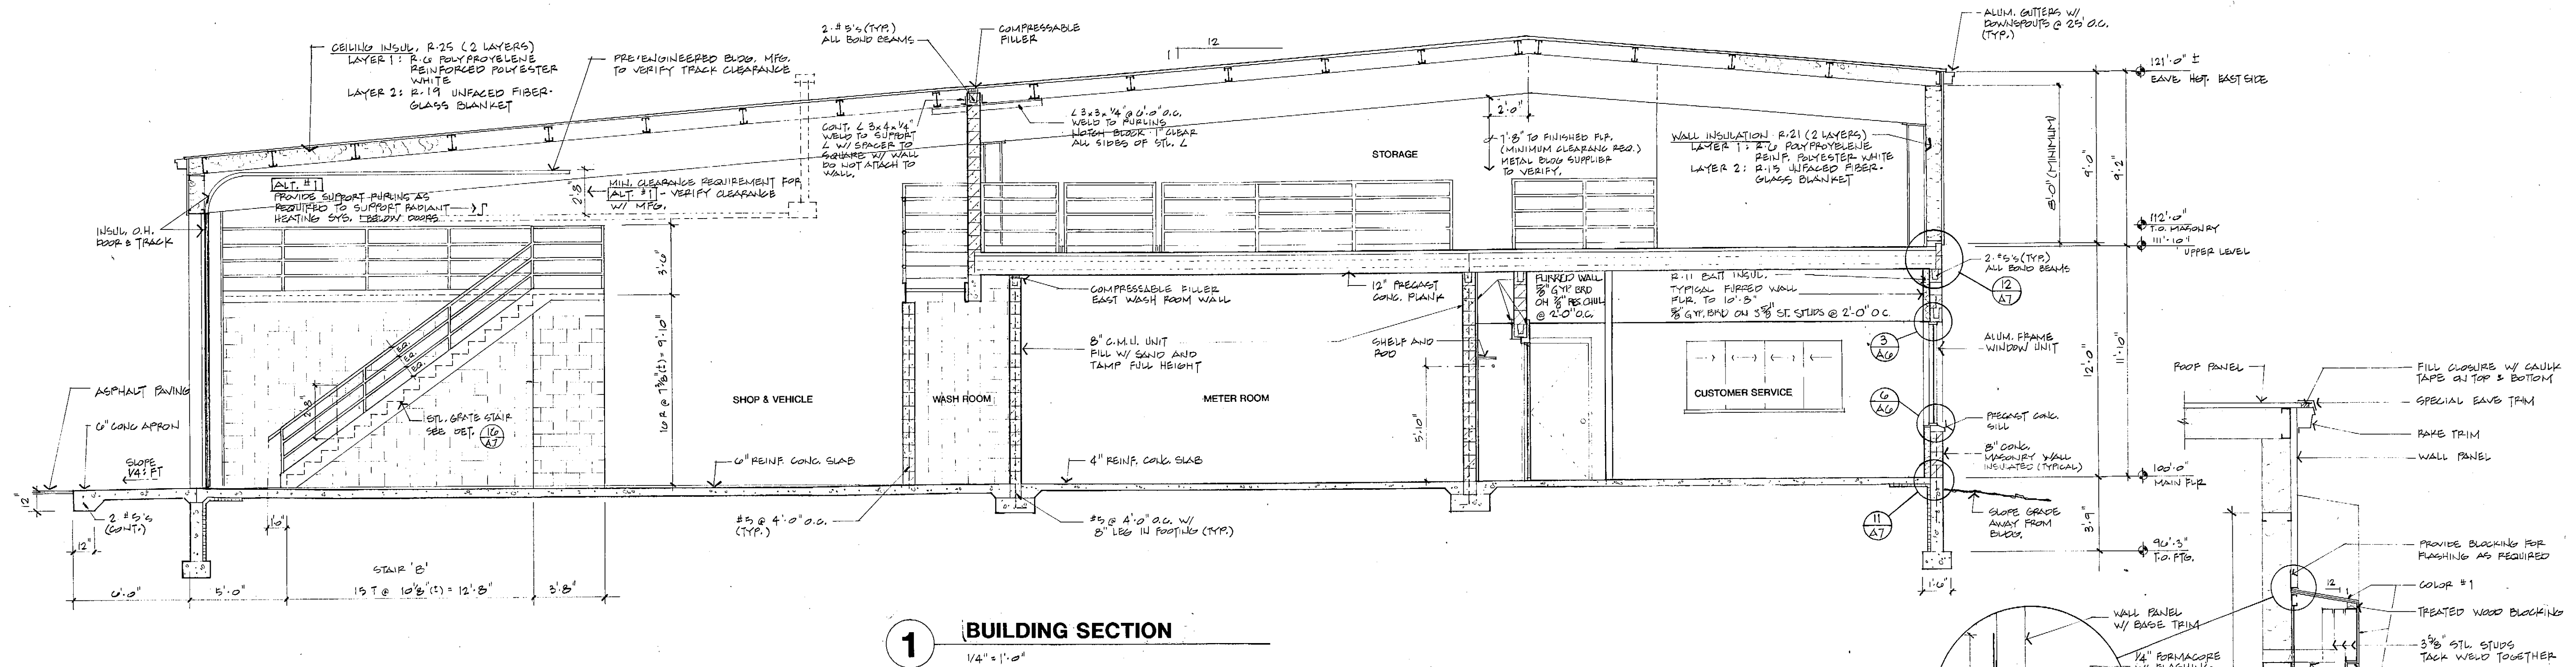 CEILING INSUL. R-25 (2 LAYERS)
LAYER 1: R-6 POLYPROYELENE
REINFORCED POLYESTER
WHITE
LAYER 2: R-19 UNFACED FIBER-
GLASS BLANKET
PRE-ENGINEERED BLDG. MFG.
TO VERIFY TRACK CLEARANCE
2-#5'S (TYP.)
ALL BOND BEAMS
COMPRESSABLE
FILLER
1
12
ALUM. GUTTERS W/
DOWNSPOUTS @ 25' O.C.
(TYP.)
121'-0" ±
EAVE HGT. EAST SIDE
CONT. L 3x4x1/4"
WELD TO SUPPORT
L W/ SPACER TO
SQUARE W/ WALL
DO NOT ATTACH TO
WALL.
L 3x3x1/4" @ 6'-0" O.C.
WELD TO PURLINS
NOTCH BLOCK - 1" CLEAR
ALL SIDES OF STL. L
2'-0"
7'-8" TO FINISHED FLR.
(MINIMUM CLEARANC REQ.)
METAL BLDG SUPPLIER
TO VERIFY.
STORAGE
WALL INSULATION R-21 (2 LAYERS)
LAYER 1: R-6 POLYPROYELENE
REINF. POLYESTER WHITE
LAYER 2: R-15 UNFACED FIBER-
GLASS BLANKET
8'-0" (MINIMUM)
9'-0"
9'-2"
ALT. #1
PROVIDE SUPPORT PURLINS AS
REQUIRED TO SUPPORT RADIANT
HEATING SYS. BELOW DOORS
2'-8"
MIN. CLEARANCE REQUIREMENT FOR
ALT. #1 - VERIFY CLEARANCE
W/ MFG.
INSUL. O.H.
DOOR & TRACK
112'-0"
T.O. MASONRY
111'-10"
UPPER LEVEL
2-#5'S (TYP.)
ALL BOND BEAMS
12
A7
3'-6"
16 R @ 7 3/8"(±) = 9'-10"
COMPRESSABLE FILLER
EAST WASH ROOM WALL
12" PRECAST
CONC. PLANK
FURRED WALL
5/8" GYP. BRD
ON 7/8" RES CHNL
@ 2'-0" O.C.
R-11 BATT INSUL.
TYPICAL FURRED WALL
FLR. TO 10'-8"
5/8" GYP. BRD ON 3 5/8" ST. STUDS @ 2'-0" O.C.
8" C.M.U. UNIT
FILL W/ SAND AND
TAMP FULL HEIGHT
SHELF AND
ROD
3
A6
ALUM. FRAME
WINDOW UNIT
12'-0"
11'-10"
EQ.
EQ.
EQ.
2'-8"
STL. GRATE STAIR
SEE DET. 16
A7
SHOP & VEHICLE
WASH ROOM
METER ROOM
CUSTOMER SERVICE
5'-10"
6
A6
PRECAST CONC.
SILL
8" CONC.
MASONRY WALL
INSULATED (TYPICAL)
100'-0"
MAIN FLR
ASPHALT PAVING
6" CONC APRON
SLOPE
1/4 : FT
12"
2 #5'S
(CONT.)
12"
6" REINF. CONC. SLAB
4" REINF. CONC. SLAB
#5 @ 4'-0" O.C.
(TYP.)
#5 @ 4'-0" O.C. W/
8" LEG IN FOOTING (TYP.)
11
A7
SLOPE GRADE
AWAY FROM
BLDG.
3'-9"
96'-3"
T.O. FTG.
1'-6"
1'-0"
STAIR 'B'
6'-0"
5'-0"
15 T @ 10 1/8"(±) = 12'-8"
3'-8"
1
BUILDING SECTION
1/4" = 1'-0"
ROOF PANEL
FILL CLOSURE W/ CAULK
TAPE ON TOP & BOTTOM
SPECIAL EAVE TRIM
RAKE TRIM
WALL PANEL
PROVIDE BLOCKING FOR
FLASHING AS REQUIRED
12
COLOR #1
TREATED WOOD BLOCKING
3 5/8" STL. STUDS
TACK WELD TOGETHER
WALL PANEL
W/ BASE TRIM
1/4" FORMACORE